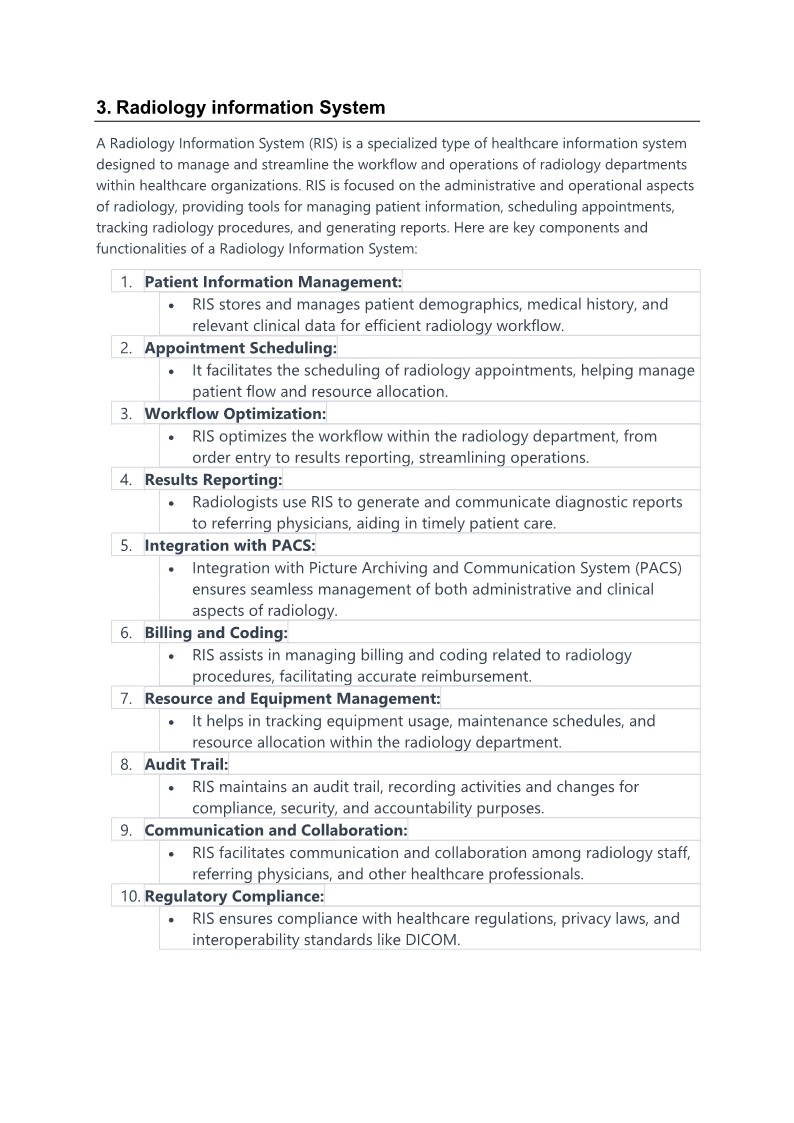 3. Radiology information System
A Radiology Information System (RIS) is a specialized type of healthcare information system
designed to manage and streamline the workflow and operations of radiology departments
within healthcare organizations. RIS is focused on the administrative and operational aspects
of radiology, providing tools for managing patient information, scheduling appointments,
tracking radiology procedures, and generating reports. Here are key components and
functionalities of a Radiology Information System:
1. Patient Information Management:
• RIS stores and manages patient demographics, medical history, and
relevant clinical data for efficient radiology workflow.
2. Appointment Scheduling:
• It facilitates the scheduling of radiology appointments, helping manage
patient flow and resource allocation.
3. Workflow Optimization:
• RIS optimizes the workflow within the radiology department, from
order entry to results reporting, streamlining operations.
4. Results Reporting:
• Radiologists use RIS to generate and communicate diagnostic reports
to referring physicians, aiding in timely patient care.
5. Integration with PACS:
• Integration with Picture Archiving and Communication System (PACS)
ensures seamless management of both administrative and clinical
aspects of radiology.
6. Billing and Coding:
• RIS assists in managing billing and coding related to radiology
procedures, facilitating accurate reimbursement.
7. Resource and Equipment Management:
• It helps in tracking equipment usage, maintenance schedules, and
resource allocation within the radiology department.
8. Audit Trail:
• RIS maintains an audit trail, recording activities and changes for
compliance, security, and accountability purposes.
9. Communication and Collaboration:
• RIS facilitates communication and collaboration among radiology staff,
referring physicians, and other healthcare professionals.
10. Regulatory Compliance:
• RIS ensures compliance with healthcare regulations, privacy laws, and
interoperability standards like DICOM.